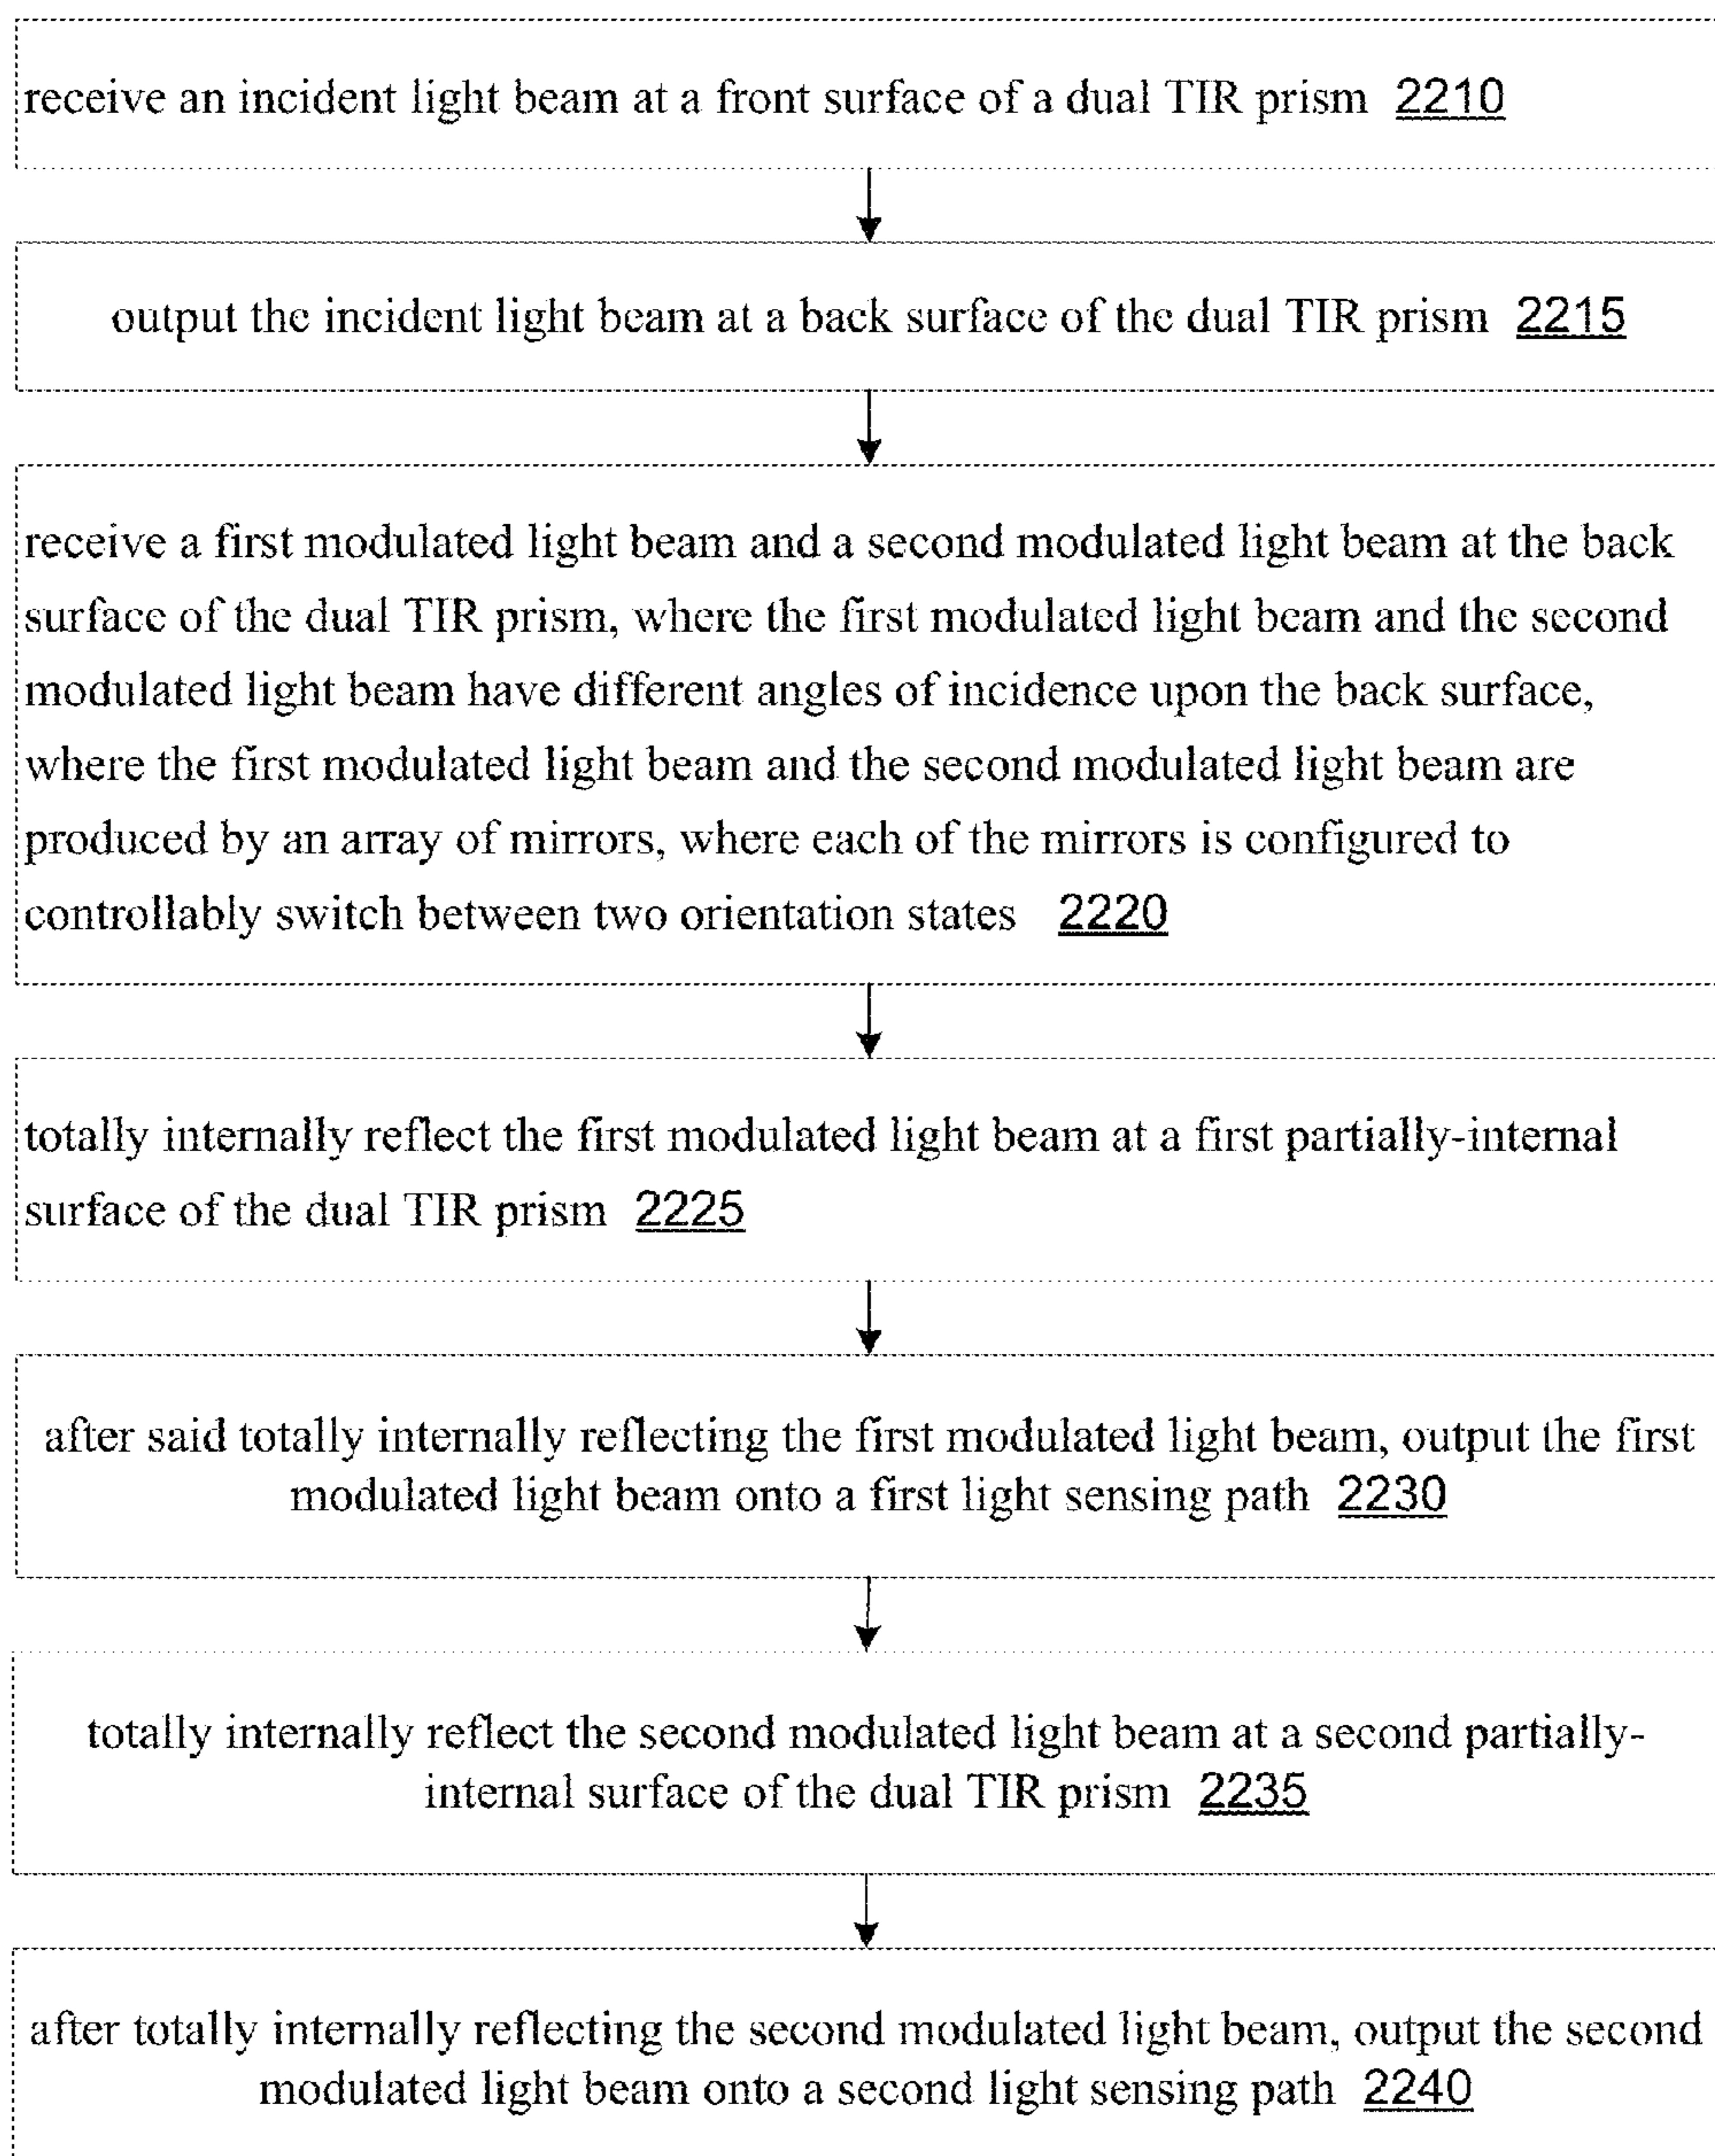 receive an incident light beam at a front surface of a dual TIR prism 2210
output the incident light beam at a back surface of the dual TIR prism 2215
receive a first modulated light beam and a second modulated light beam at the back
surface of the dual TIR prism, where the first modulated light beam and the second
modulated light beam have different angles of incidence upon the back surface,
where the first modulated light beam and the second modulated light beam are
produced by an array of mirrors, where each of the mirrors is configured to
controllably switch between two orientation states 2220
totally internally reflect the first modulated light beam at a first partially-internal
surface of the dual TIR prism 2225
after said totally internally reflecting the first modulated light beam, output the first
modulated light beam onto a first light sensing path 2230
totally internally reflect the second modulated light beam at a second partially-
internal surface of the dual TIR prism 2235
after totally internally reflecting the second modulated light beam, output the second
modulated light beam onto a second light sensing path 2240